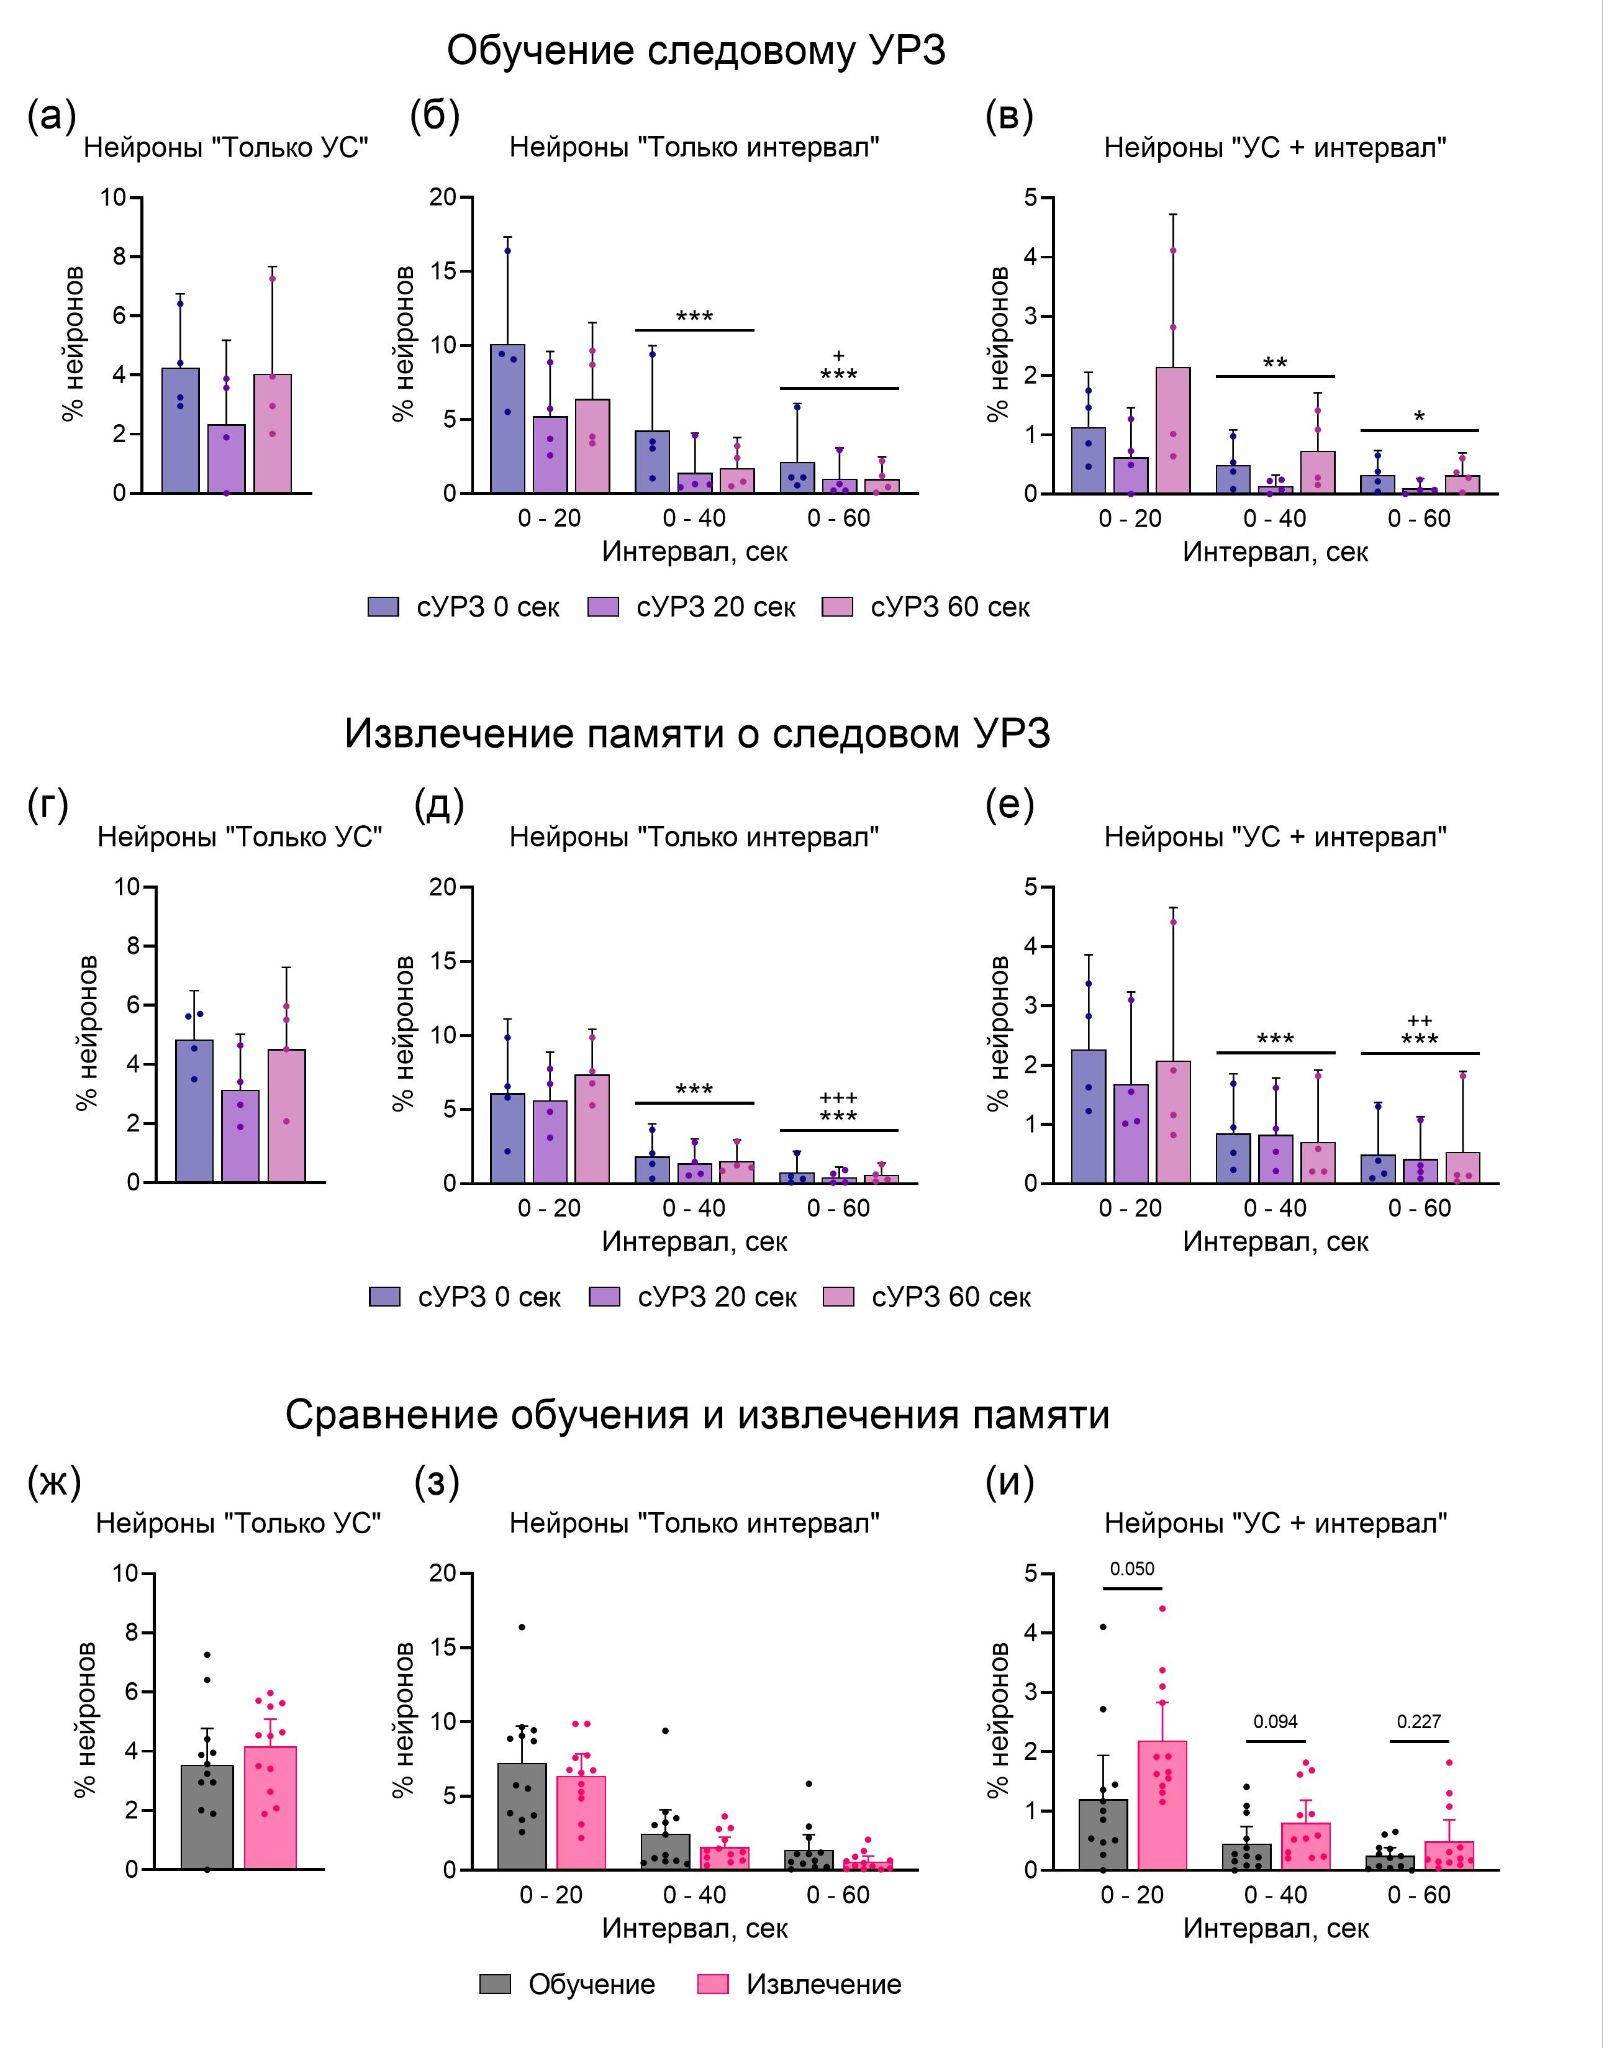 Обучение следовому УРЗ
(а)
Нейроны "Только УС"
% нейронов
10
8
6
4
2
0
(б)
Нейроны "Только интервал"
% нейронов
20
15
10
5
0
***
+
***
0 - 20
0 - 40
0 - 60
Интервал, сек
(в)
Нейроны "УС + интервал"
% нейронов
5
4
3
2
1
0
**
*
0 - 20
0 - 40
0 - 60
Интервал, сек
сУРЗ 0 сек
сУРЗ 20 сек
сУРЗ 60 сек
Извлечение памяти о следовом УРЗ
(г)
Нейроны "Только УС"
% нейронов
10
8
6
4
2
0
(д)
Нейроны "Только интервал"
% нейронов
20
15
10
5
0
***
+++
***
0 - 20
0 - 40
0 - 60
Интервал, сек
(е)
Нейроны "УС + интервал"
% нейронов
5
4
3
2
1
0
***
++
***
0 - 20
0 - 40
0 - 60
Интервал, сек
сУРЗ 0 сек
сУРЗ 20 сек
сУРЗ 60 сек
Сравнение обучения и извлечения памяти
(ж)
Нейроны "Только УС"
% нейронов
10
8
6
4
2
0
(з)
Нейроны "Только интервал"
% нейронов
20
15
10
5
0
0 - 20
0 - 40
0 - 60
Интервал, сек
(и)
Нейроны "УС + интервал"
% нейронов
5
4
3
2
1
0
0.050
0.094
0.227
0 - 20
0 - 40
0 - 60
Интервал, сек
Обучение
Извлечение